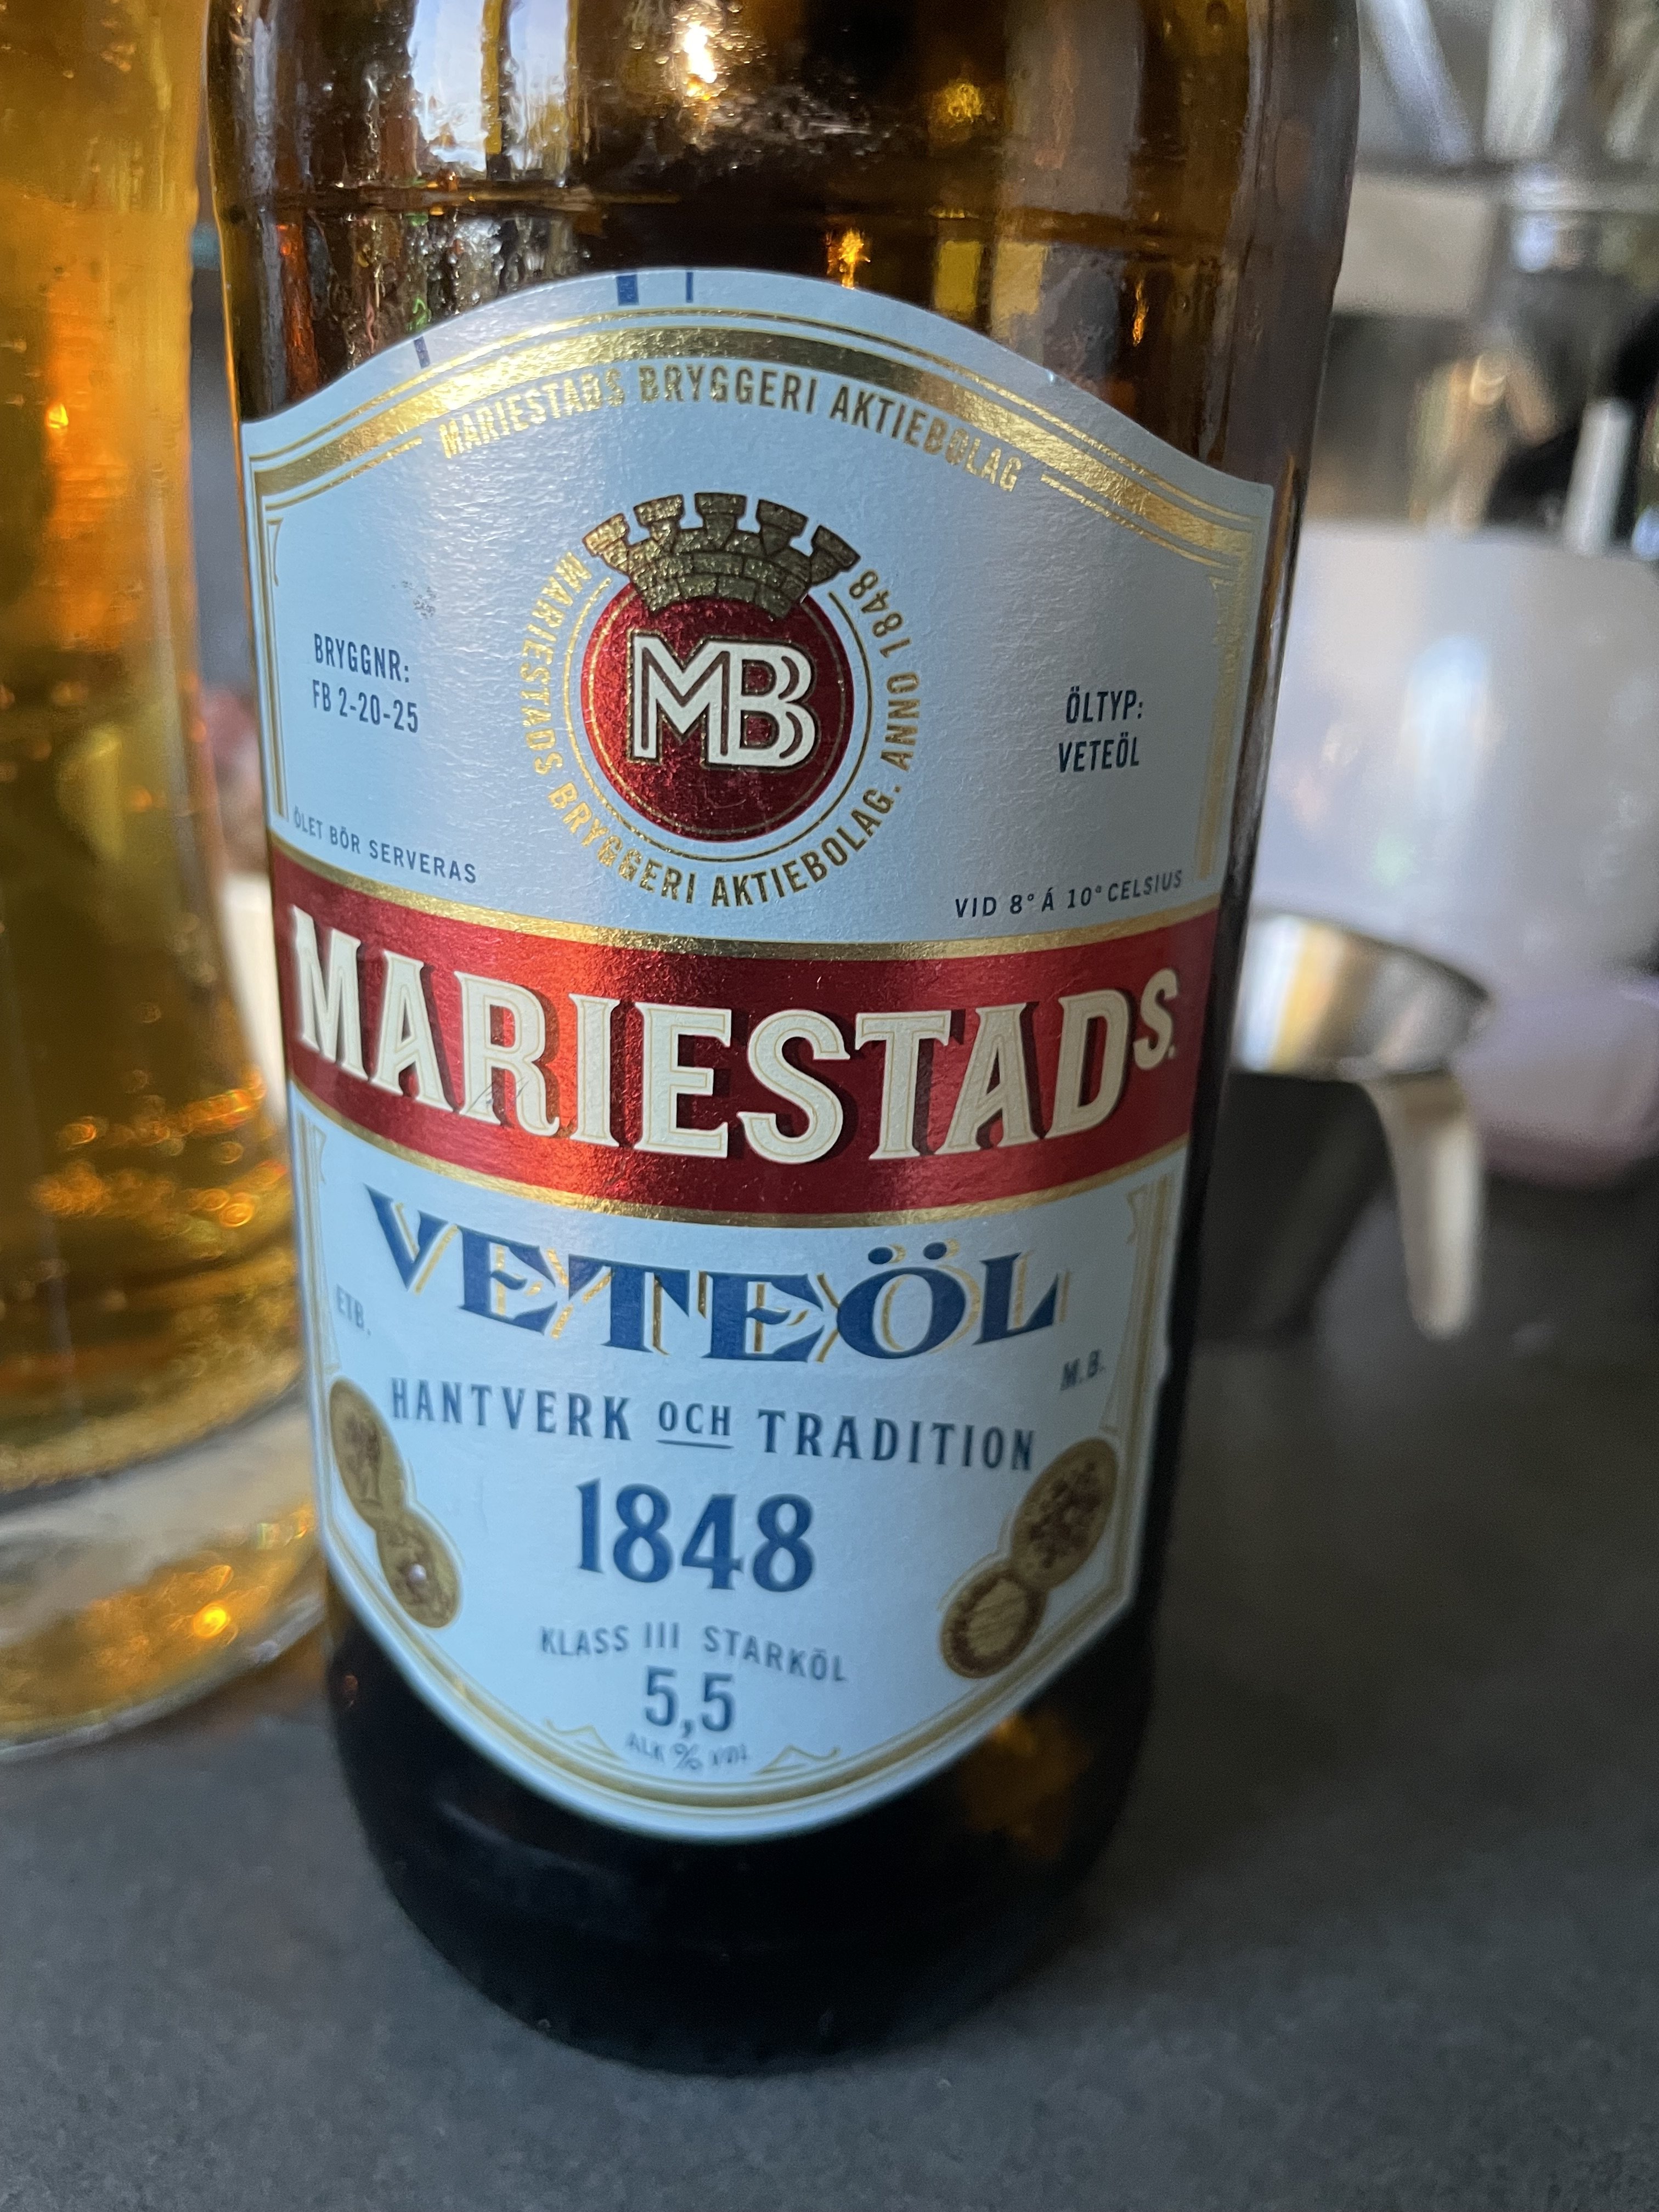 MARIESTADS BRYGGERI AKTIEBOLAG
MARIESTADS BRYGGERI AKTIEBOLAG. ANNO 1848
MB
BRYGGNR:
FB 2-20-25
ÖLTYP:
VETEÖL
ÖLET BÖR SERVERAS
VID 8° Á 10° CELSIUS
MARIESTADS.
VETEÖL
ETB.
M.B.
HANTVERK OCH TRADITION
1848
KLASS III STARKÖL
5,5
ALK % VOL